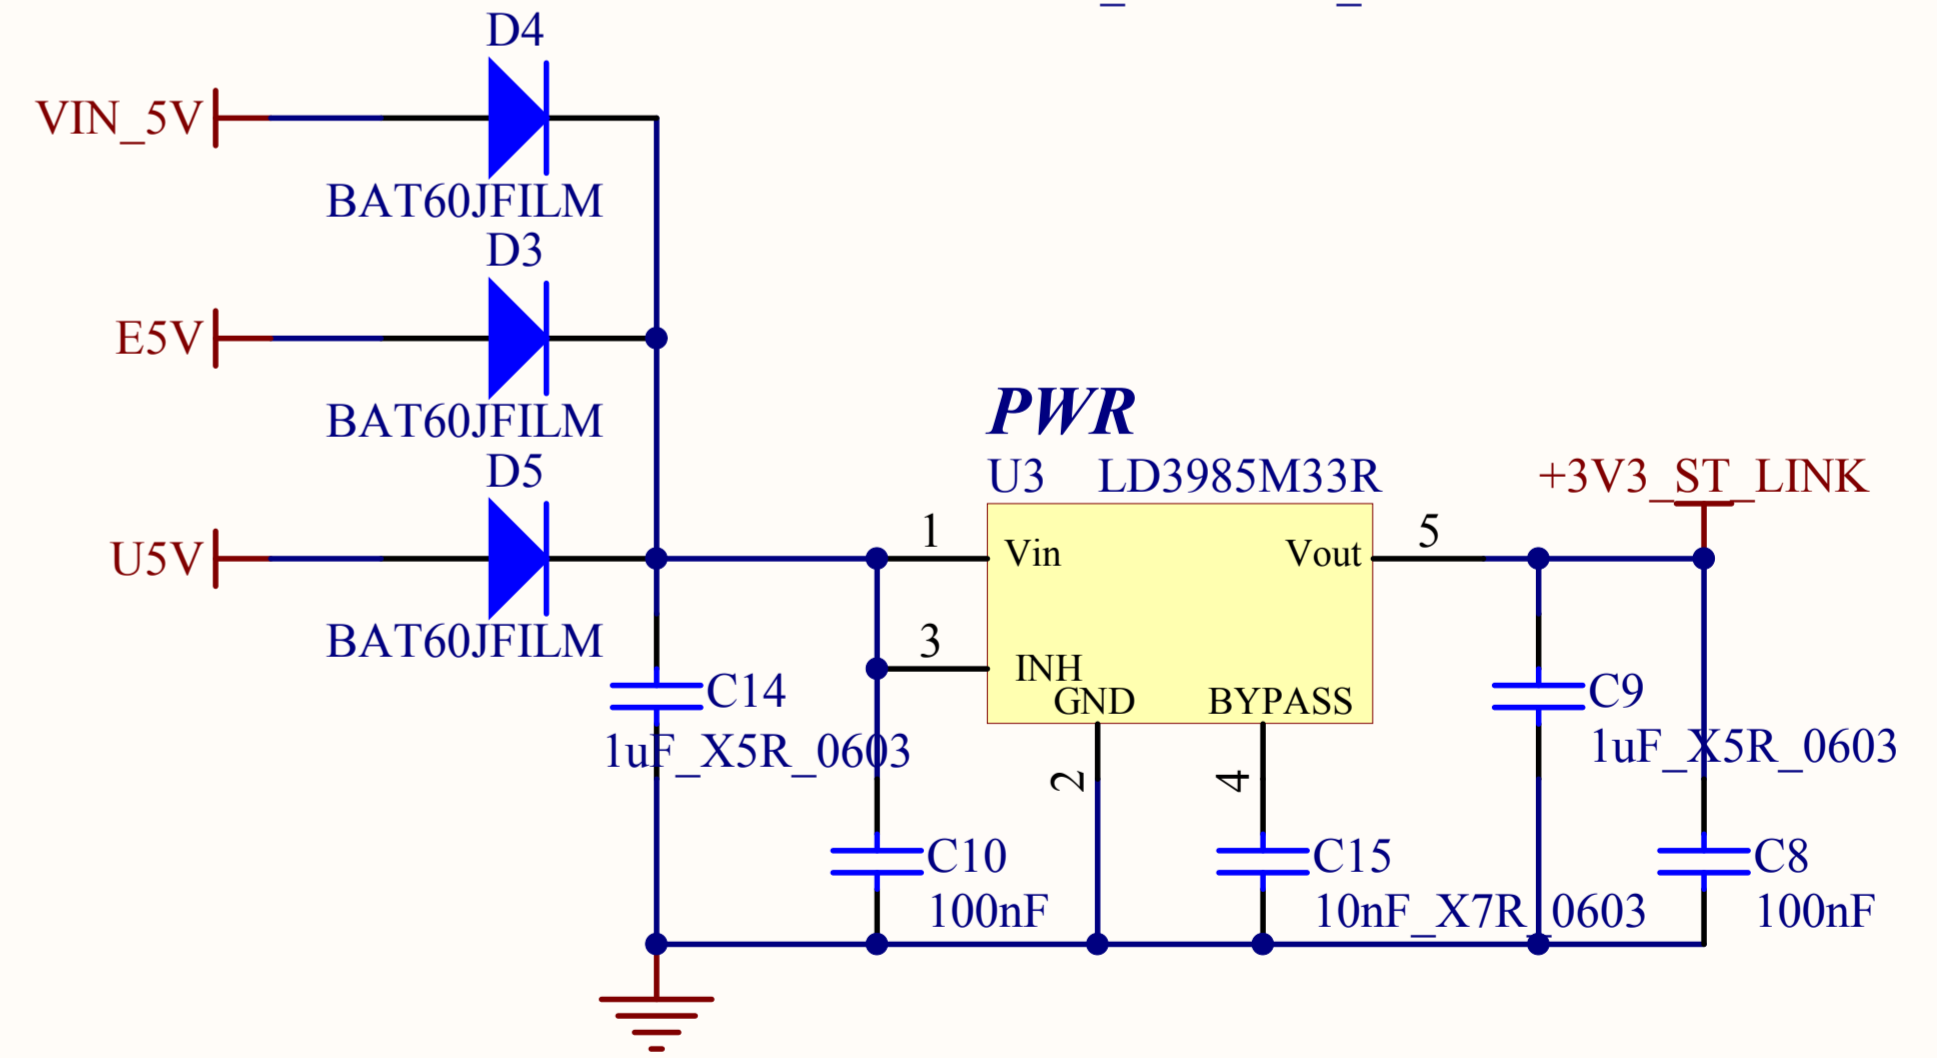 D4
VIN_5V
BAT60JFILM
D3
E5V
BAT60JFILM
D5
U5V
BAT60JFILM
PWR
U3 LD3985M33R
+3V3_ST_LINK
1 Vin Vout 5
3 INH
GND BYPASS
2 4
C14
1uF_X5R_0603
C9
1uF_X5R_0603
C10
100nF
C15
10nF_X7R_0603
C8
100nF